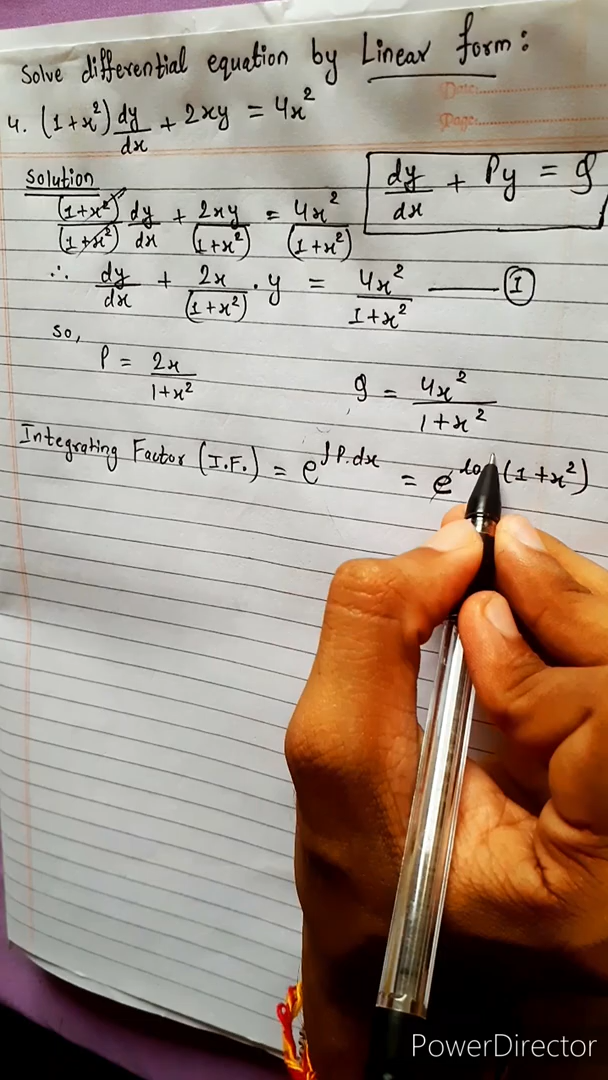 Solve differential equation by Linear form:
Date:
Page:
4. (1+x²) dy/dx + 2xy = 4x²
Solution
dy/dx + Py = Q
(1+x²)/(1+x²) dy/dx + 2xy/(1+x²) = 4x²/(1+x²)
∴ dy/dx + 2x/(1+x²) . y = 4x²/1+x² —— I
so,
P = 2x/1+x²
Q = 4x²/1+x²
Integrating Factor (I.F.) = e^∫P.dx = e (1+x²)
PowerDirector